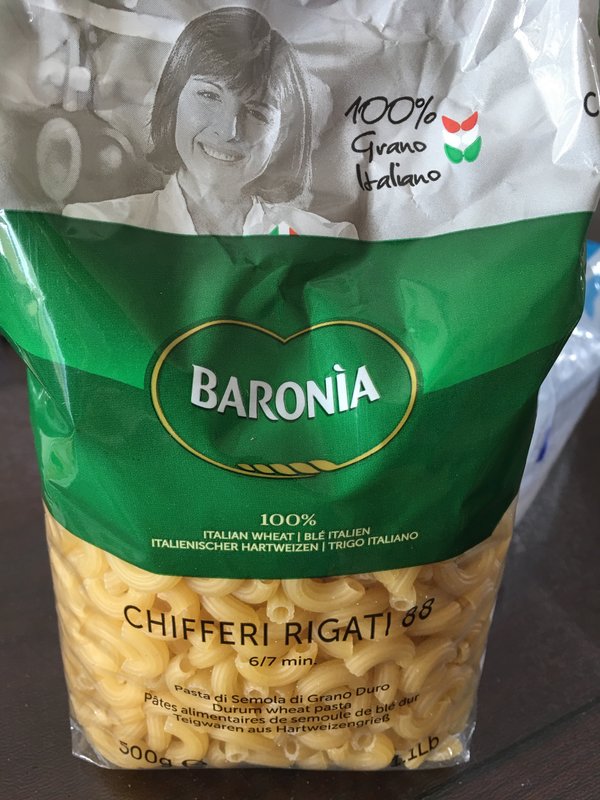 100%
Grano
Italiano
BARONÌA
100%
ITALIAN WHEAT | BLÉ ITALIEN
ITALIENISCHER HARTWEIZEN | TRIGO ITALIANO
CHIFFERI RIGATI 88
6/7 min.
Pasta di Semola di Grano Duro
Durum wheat pasta
Pâtes alimentaires de semoule de blé dur
Teigwaren aus Hartweizengrieß
500g e 1.1Lb